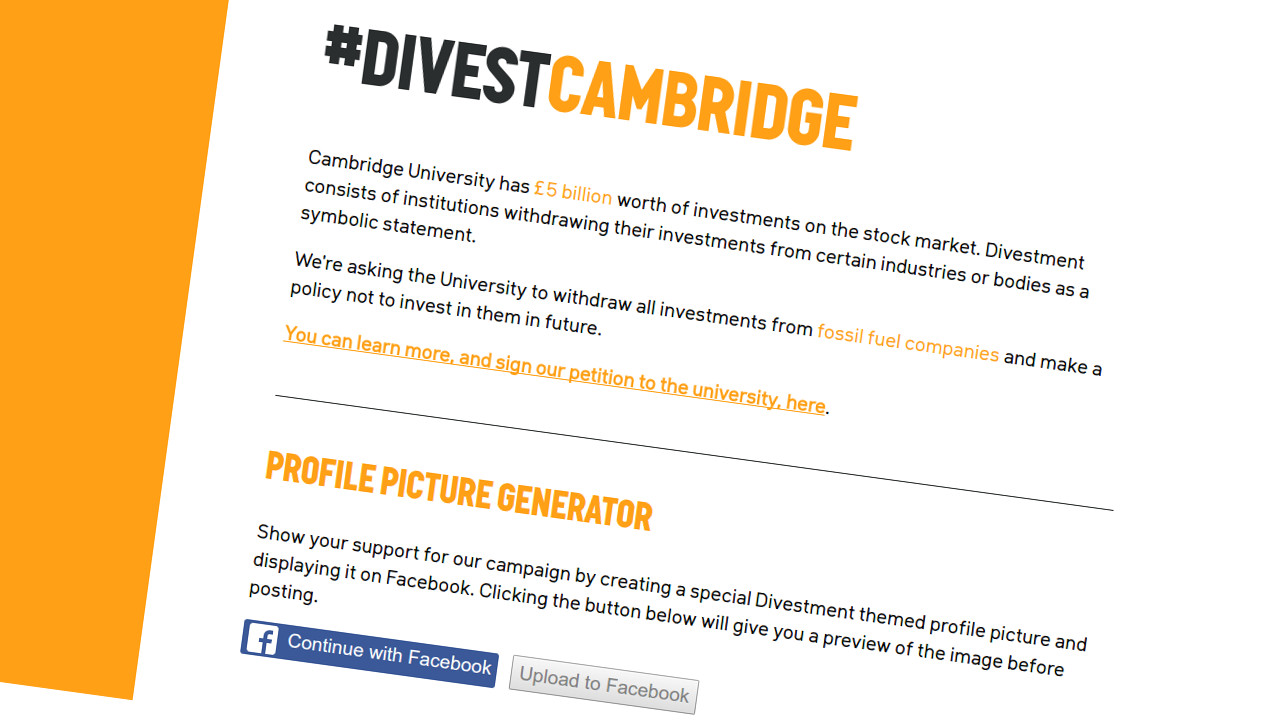 #DIVESTCAMBRIDGE
Cambridge University has £5 billion worth of investments on the stock market. Divestment
consists of institutions withdrawing their investments from certain industries or bodies as a
symbolic statement.
We're asking the University to withdraw all investments from fossil fuel companies and make a
policy not to invest in them in future.
You can learn more, and sign our petition to the university, here.
PROFILE PICTURE GENERATOR
Show your support for our campaign by creating a special Divestment themed profile picture and
displaying it on Facebook. Clicking the button below will give you a preview of the image before
posting.
Continue with Facebook
Upload to Facebook